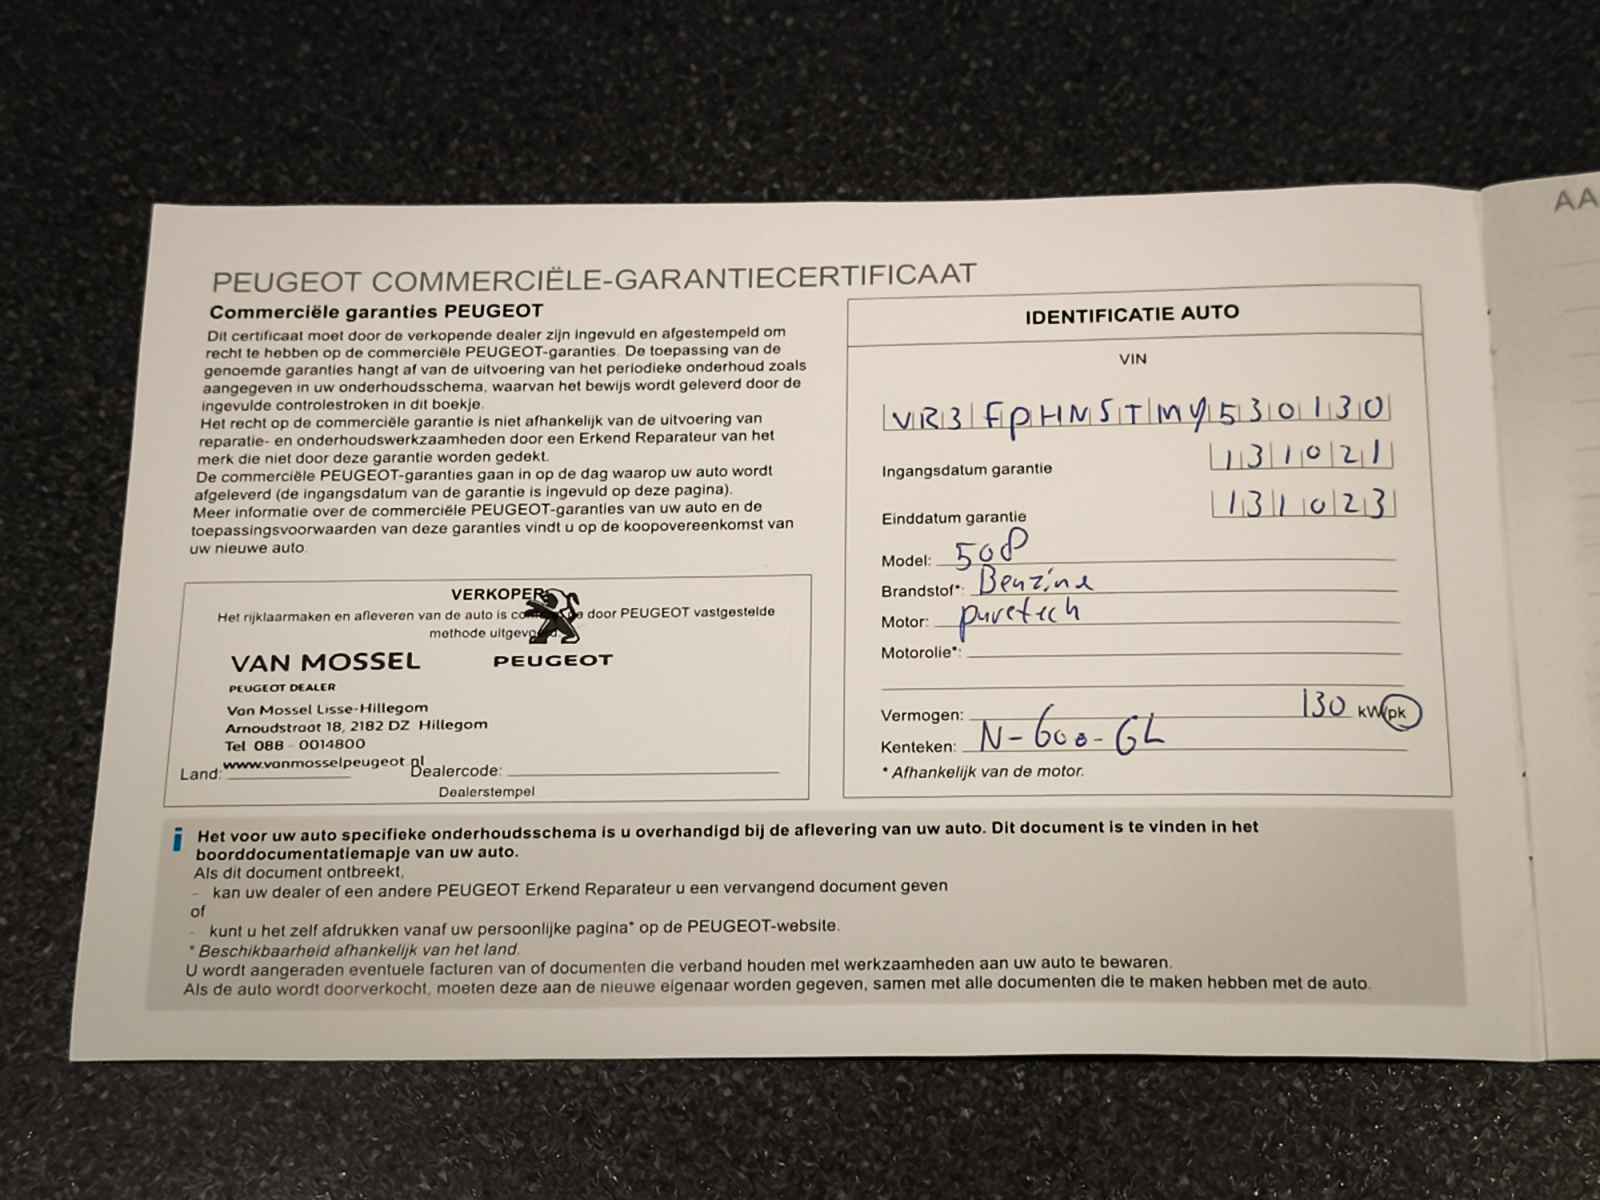 AA
PEUGEOT COMMERCIËLE-GARANTIECERTIFICAAT
Commerciële garanties PEUGEOT
Dit certificaat moet door de verkopende dealer zijn ingevuld en afgestempeld om
recht te hebben op de commerciële PEUGEOT-garanties. De toepassing van de
genoemde garanties hangt af van de uitvoering van het periodieke onderhoud zoals
aangegeven in uw onderhoudsschema, waarvan het bewijs wordt geleverd door de
ingevulde controlestroken in dit boekje.
Het recht op de commerciële garantie is niet afhankelijk van de uitvoering van
reparatie- en onderhoudswerkzaamheden door een Erkend Reparateur van het
merk die niet door deze garantie worden gedekt.
De commerciële PEUGEOT-garanties gaan in op de dag waarop uw auto wordt
afgeleverd (de ingangsdatum van de garantie is ingevuld op deze pagina).
Meer informatie over de commerciële PEUGEOT-garanties van uw auto en de
toepassingsvoorwaarden van deze garanties vindt u op de koopovereenkomst van
uw nieuwe auto.
VERKOPER
Het rijklaarmaken en afleveren van de auto is door PEUGEOT vastgestelde
methode uitgevoerd.
VAN MOSSEL PEUGEOT
PEUGEOT DEALER
Van Mossel Lisse-Hillegom
Arnoudstraat 18, 2182 DZ Hillegom
Tel 088 - 0014800
www.vanmosselpeugeot.nl
Land: Dealercode:
Dealerstempel
IDENTIFICATIE AUTO
VIN
VR3FPHNSTMY530130
Ingangsdatum garantie 131021
Einddatum garantie 131023
Model: 508
Brandstof*: Benzine
Motor: puretech
Motorolie*:
Vermogen: 130 kW/pk
Kenteken: N-600-GL
* Afhankelijk van de motor.
i Het voor uw auto specifieke onderhoudsschema is u overhandigd bij de aflevering van uw auto. Dit document is te vinden in het
boorddocumentatiemapje van uw auto.
Als dit document ontbreekt,
- kan uw dealer of een andere PEUGEOT Erkend Reparateur u een vervangend document geven
of
- kunt u het zelf afdrukken vanaf uw persoonlijke pagina* op de PEUGEOT-website.
* Beschikbaarheid afhankelijk van het land.
U wordt aangeraden eventuele facturen van of documenten die verband houden met werkzaamheden aan uw auto te bewaren.
Als de auto wordt doorverkocht, moeten deze aan de nieuwe eigenaar worden gegeven, samen met alle documenten die te maken hebben met de auto.